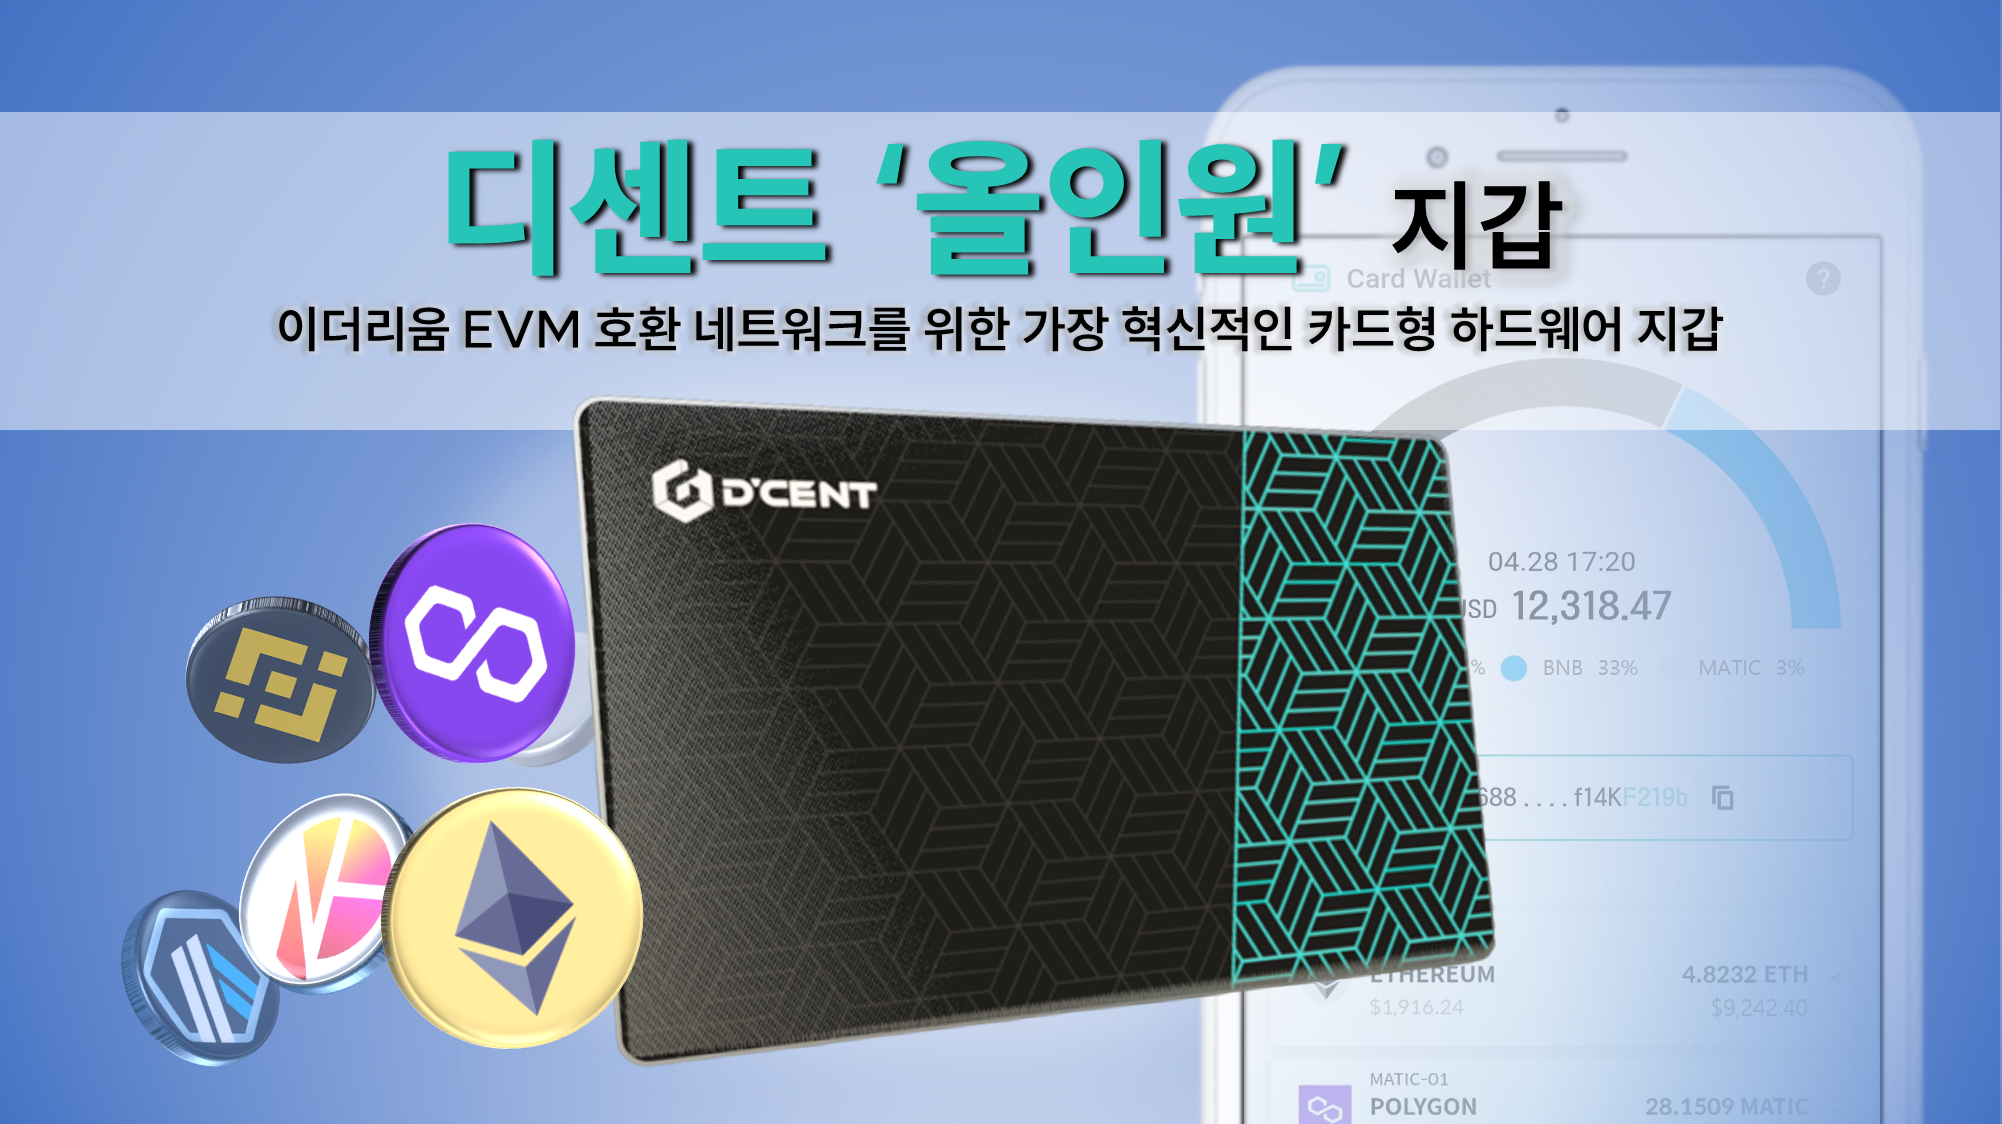 디센트 ‘올인원’ 지갑
Card Wallet
?
이더리움 EVM 호환 네트워크를 위한 가장 혁신적인 카드형 하드웨어 지갑
D'CENT
04.28 17:20
USD 12,318.47
% BNB 33% MATIC 3%
688 .... f14KF219b
ETHEREUM 4.8232 ETH
$1,916.24 $9,242.40
MATIC-01
POLYGON 28.1509 MATIC